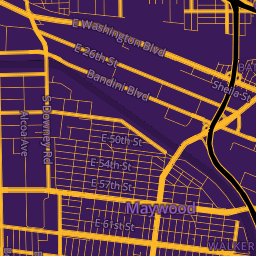 E Washington Blvd
E 26th St
Bandini Blvd
Sheila St
S Downey Rd
Alcoa Ave
E 50th St
E 54th St
E 57th St
Maywood
E 61st St
WALKER